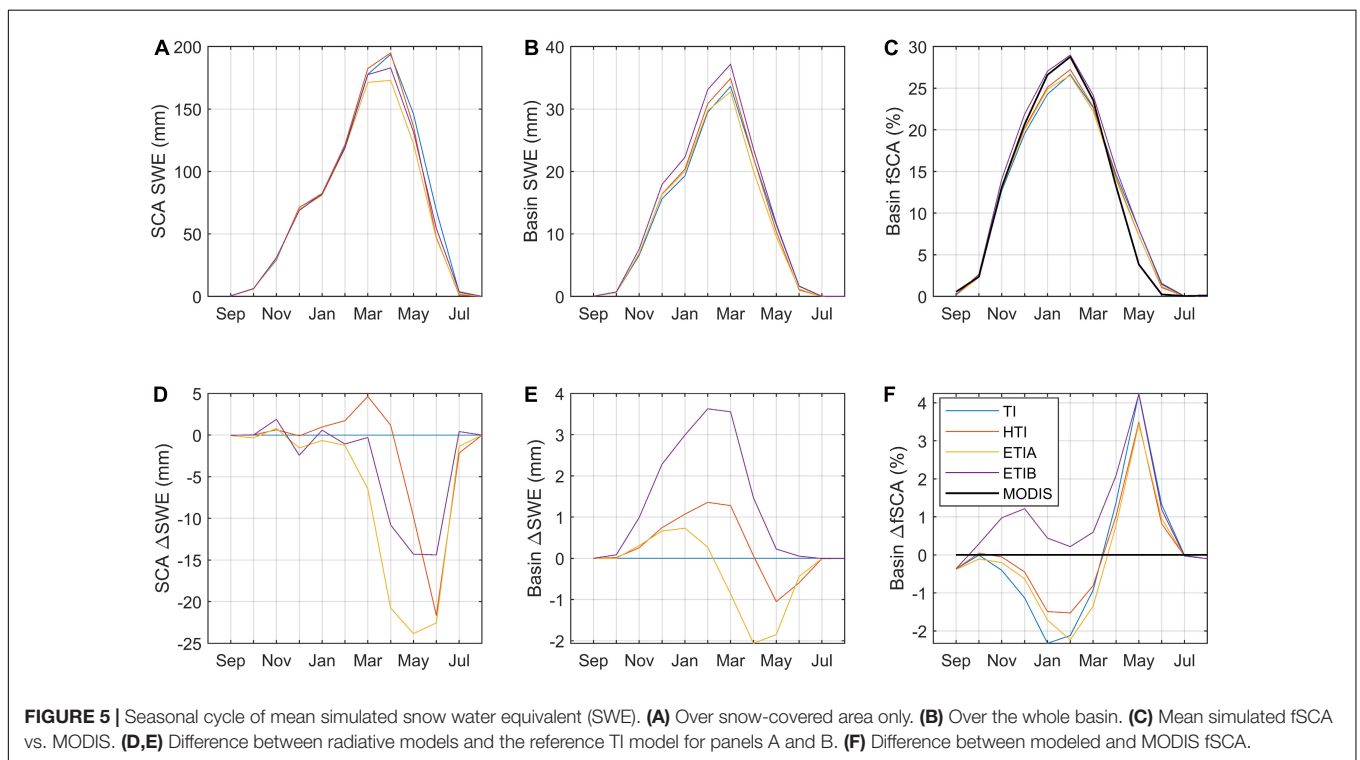 A
SCA SWE (mm)
200
150
100
50
0
Sep Nov Jan Mar May Jul
B
Basin SWE (mm)
40
30
20
10
0
Sep Nov Jan Mar May Jul
C
Basin fSCA (%)
30
25
20
15
10
5
0
Sep Nov Jan Mar May Jul
D
SCA ΔSWE (mm)
5
0
-5
-10
-15
-20
-25
Sep Nov Jan Mar May Jul
E
Basin ΔSWE (mm)
4
3
2
1
0
-1
-2
Sep Nov Jan Mar May Jul
F
Basin ΔfSCA (%)
4
3
2
1
0
-1
-2
TI
HTI
ETIA
ETIB
MODIS
Sep Nov Jan Mar May Jul
FIGURE 5 | Seasonal cycle of mean simulated snow water equivalent (SWE). (A) Over snow-covered area only. (B) Over the whole basin. (C) Mean simulated fSCA
vs. MODIS. (D,E) Difference between radiative models and the reference TI model for panels A and B. (F) Difference between modeled and MODIS fSCA.